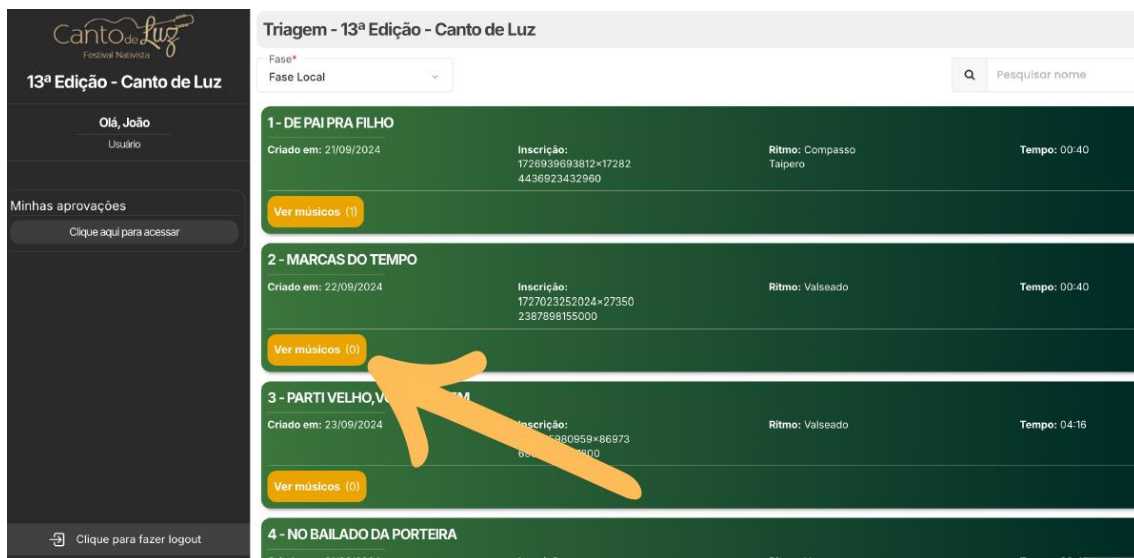 Canto de Luz
Festival Nativista
13ª Edição - Canto de Luz
Olá, João
Usuário
Minhas aprovações
Clique aqui para acessar
Clique para fazer logout
Triagem - 13ª Edição - Canto de Luz
Fase*
Fase Local
Pesquisar nome
1 - DE PAI PRA FILHO
Criado em: 21/09/2024
Inscrição:
1726939693812×17282
4436923432960
Ritmo: Compasso
Taipero
Tempo: 00:40
Ver músicos (1)
2 - MARCAS DO TEMPO
Criado em: 22/09/2024
Inscrição:
1727023252024×27350
2387898155000
Ritmo: Valseado
Tempo: 00:40
Ver músicos (0)
3 - PARTI VELHO,
Criado em: 23/09/2024
Inscrição:
Ritmo: Valseado
Tempo: 04:16
Ver músicos (0)
4 - NO BAILADO DA PORTEIRA